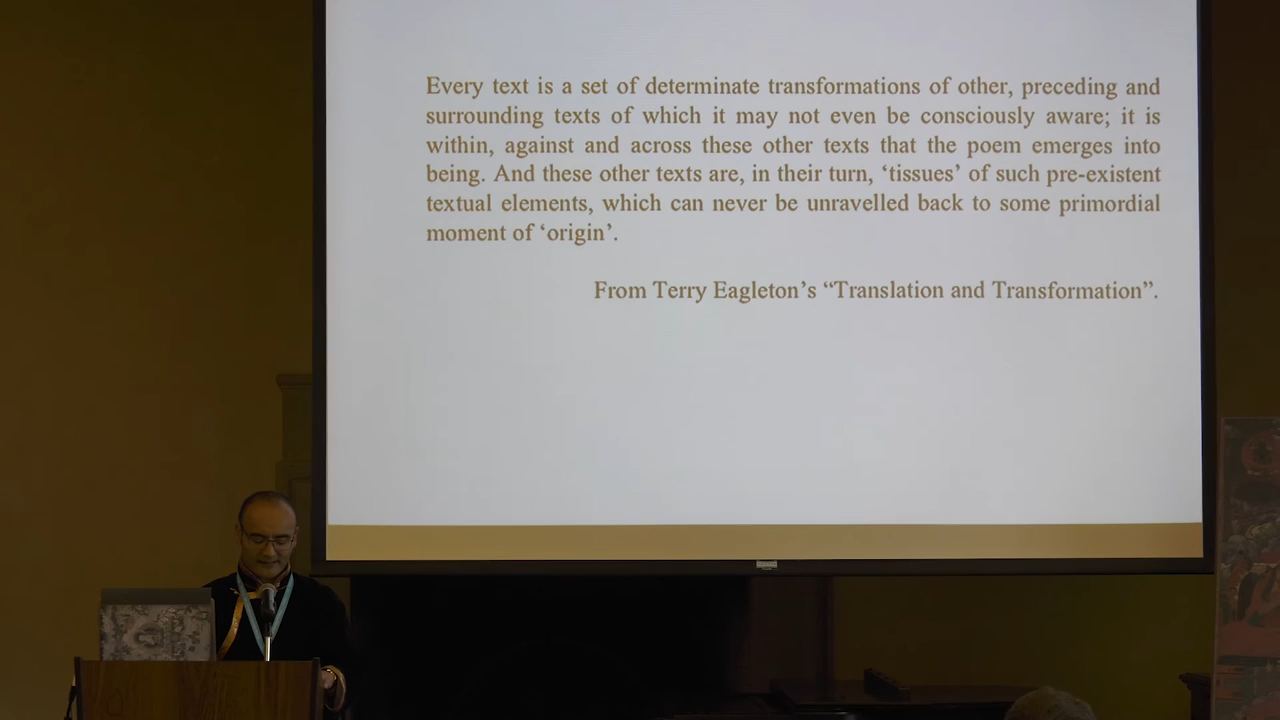 Every text is a set of determinate transformations of other, preceding and
surrounding texts of which it may not even be consciously aware; it is
within, against and across these other texts that the poem emerges into
being. And these other texts are, in their turn, ‘tissues’ of such pre-existent
textual elements, which can never be unravelled back to some primordial
moment of ‘origin’.
From Terry Eagleton’s “Translation and Transformation”.